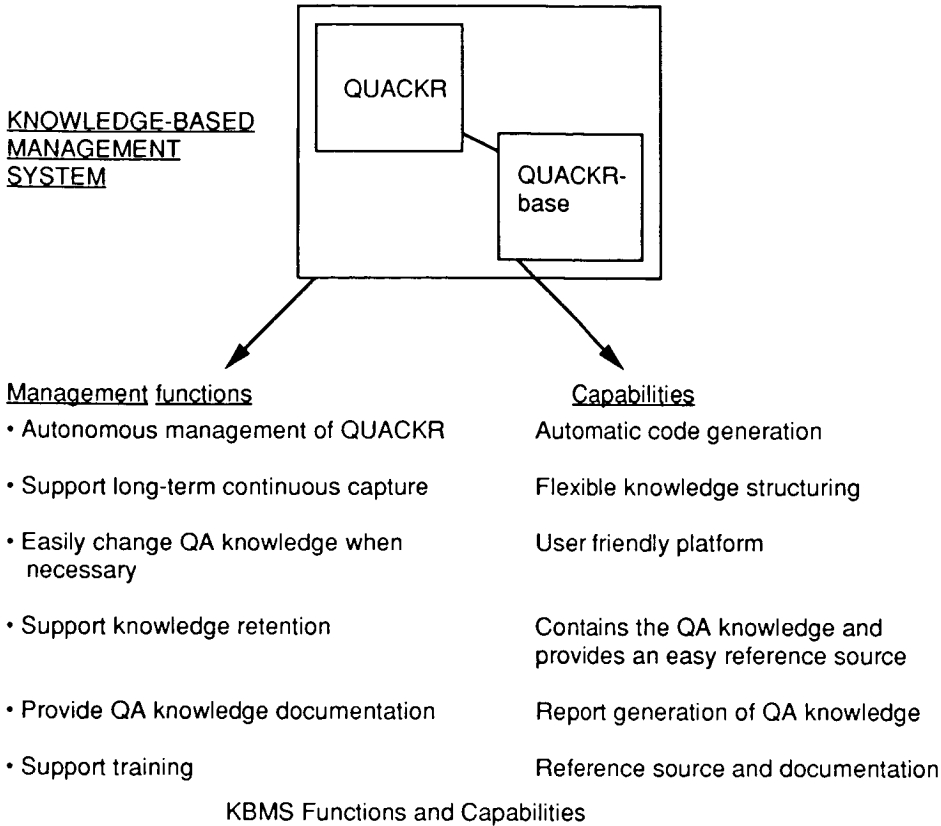 QUACKR
KNOWLEDGE-BASED
MANAGEMENT
SYSTEM
QUACKR-
base
Management functions
• Autonomous management of QUACKR
• Support long-term continuous capture
• Easily change QA knowledge when
necessary
• Support knowledge retention
• Provide QA knowledge documentation
• Support training
Capabilities
Automatic code generation
Flexible knowledge structuring
User friendly platform
Contains the QA knowledge and
provides an easy reference source
Report generation of QA knowledge
Reference source and documentation
KBMS Functions and Capabilities